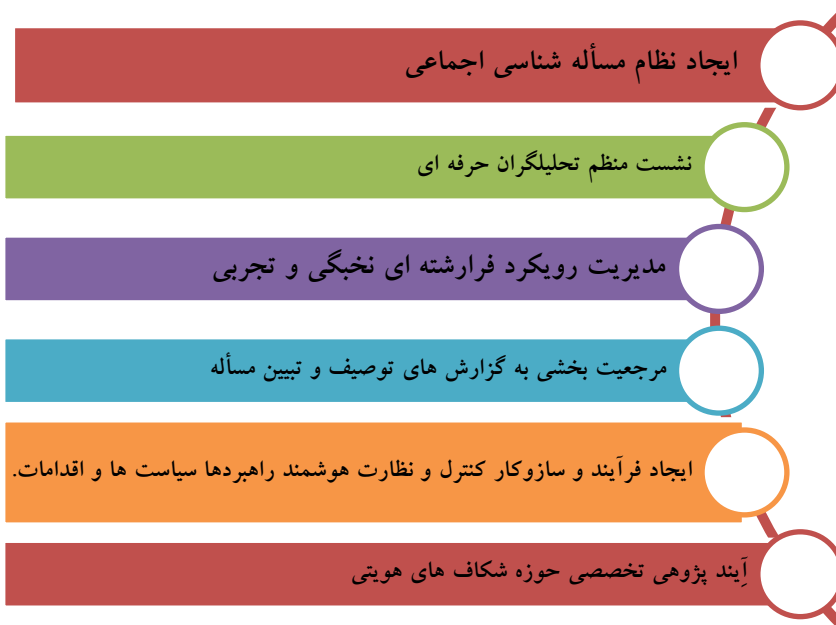 ایجاد نظام مسأله شناسی اجماعی
نشست منظم تحلیلگران حرفه ای
مدیریت رویکرد فرارشته ای نخبگی و تجربی
مرجعیت بخشی به گزارش های توصیف و تبیین مسأله
ایجاد فرآیند و سازوکار کنترل و نظارت هوشمند راهبردها سیاست ها و اقدامات.
آِیند پژوهی تخصصی حوزه شکاف های هویتی